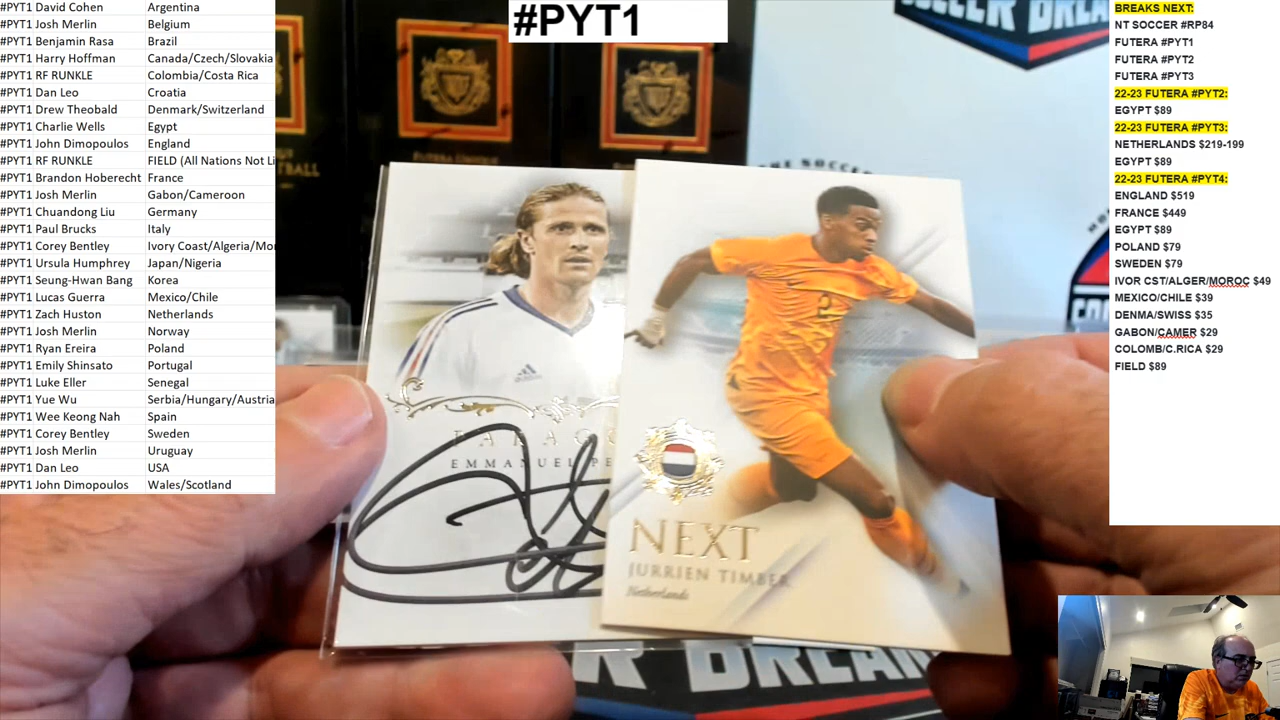 #PYT1
#PYT1 David Cohen Argentina
#PYT1 Josh Merlin Belgium
#PYT1 Benjamin Rasa Brazil
#PYT1 Harry Hoffman Canada/Czech/Slovakia
#PYT1 RF RUNKLE Colombia/Costa Rica
#PYT1 Dan Leo Croatia
#PYT1 Drew Theobald Denmark/Switzerland
#PYT1 Charlie Wells Egypt
#PYT1 John Dimopoulos England
#PYT1 RF RUNKLE FIELD (All Nations Not Li
#PYT1 Brandon Hoberecht France
#PYT1 Josh Merlin Gabon/Cameroon
#PYT1 Chuandong Liu Germany
#PYT1 Paul Brucks Italy
#PYT1 Corey Bentley Ivory Coast/Algeria/Mor
#PYT1 Ursula Humphrey Japan/Nigeria
#PYT1 Seung-Hwan Bang Korea
#PYT1 Lucas Guerra Mexico/Chile
#PYT1 Zach Huston Netherlands
#PYT1 Josh Merlin Norway
#PYT1 Ryan Ereira Poland
#PYT1 Emily Shinsato Portugal
#PYT1 Luke Eller Senegal
#PYT1 Yue Wu Serbia/Hungary/Austria
#PYT1 Wee Keong Nah Spain
#PYT1 Corey Bentley Sweden
#PYT1 Josh Merlin Uruguay
#PYT1 Dan Leo USA
#PYT1 John Dimopoulos Wales/Scotland
BREAKS NEXT:
NT SOCCER #RP84
FUTERA #PYT1
FUTERA #PYT2
FUTERA #PYT3
22-23 FUTERA #PYT2:
EGYPT $89
22-23 FUTERA #PYT3:
NETHERLANDS $219-199
EGYPT $89
22-23 FUTERA #PYT4:
ENGLAND $519
FRANCE $449
EGYPT $89
POLAND $79
SWEDEN $79
IVOR CST/ALGER/MOROC $49
MEXICO/CHILE $39
DENMA/SWISS $35
GABON/CAMER $29
COLOMB/C.RICA $29
FIELD $89
EMMANUEL PE
NEXT
JURRIEN TIMBER
Netherlands